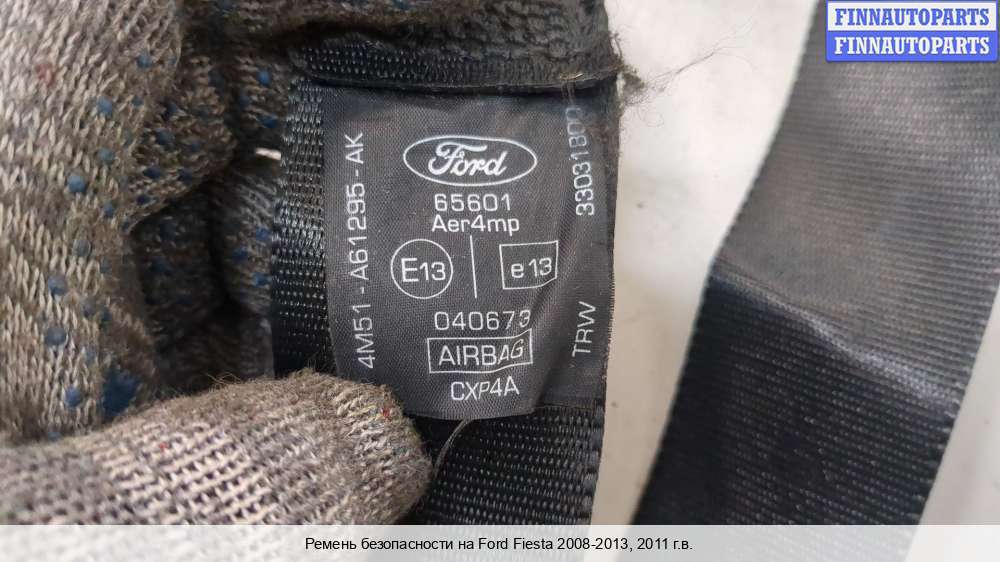 FINNAUTOPARTS
FINNAUTOPARTS
Ford
65601
Aer4mp
E13
e13
040673
AIRBAG
CXP4A
4M51-A61295-AK
TRW
Ремень безопасности на Ford Fiesta 2008-2013, 2011 г.в.